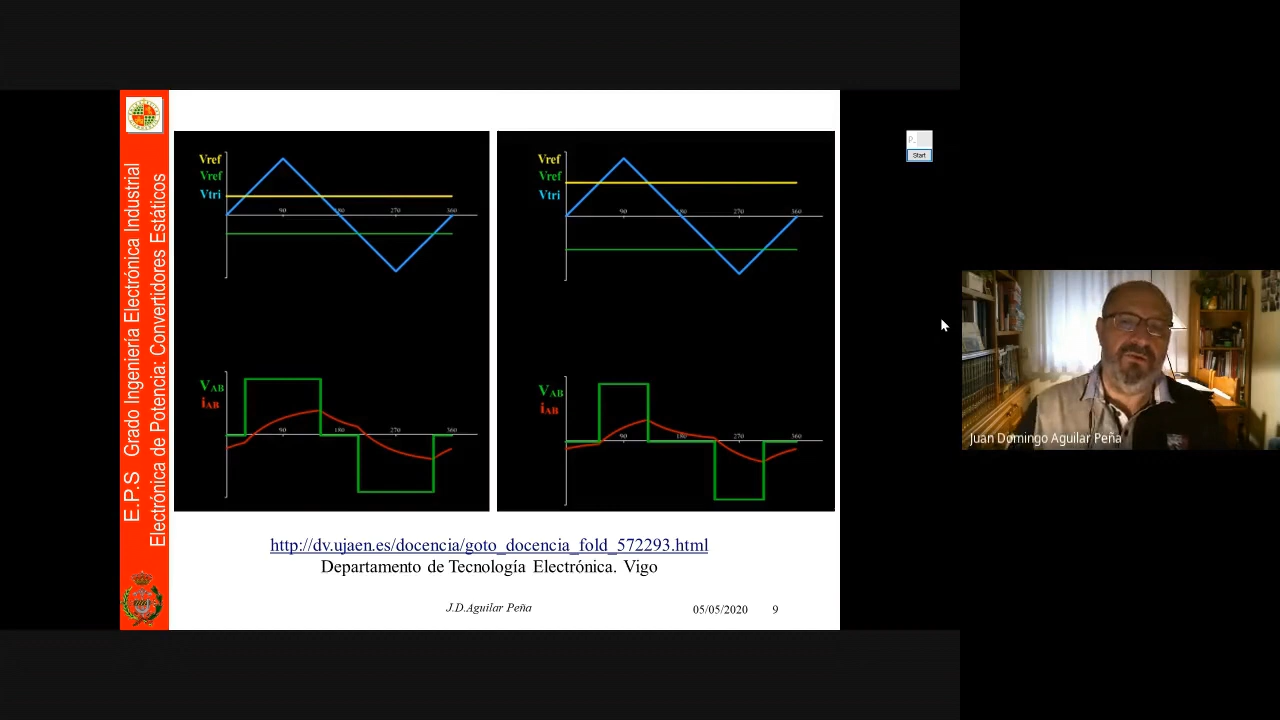 E.P.S Grado Ingeniería Electrónica Industrial
Electrónica de Potencia: Convertidores Estáticos
Vref
Vref
Vtri
90
180
270
360
VAB
iAB
90
180
270
360
Vref
Vref
Vtri
90
180
270
360
VAB
iAB
90
180
270
360
http://dv.ujaen.es/docencia/goto_docencia_fold_572293.html
Departamento de Tecnología Electrónica. Vigo
J.D.Aguilar Peña
05/05/2020 9
P.
Start
Juan Domingo Aguilar Peña